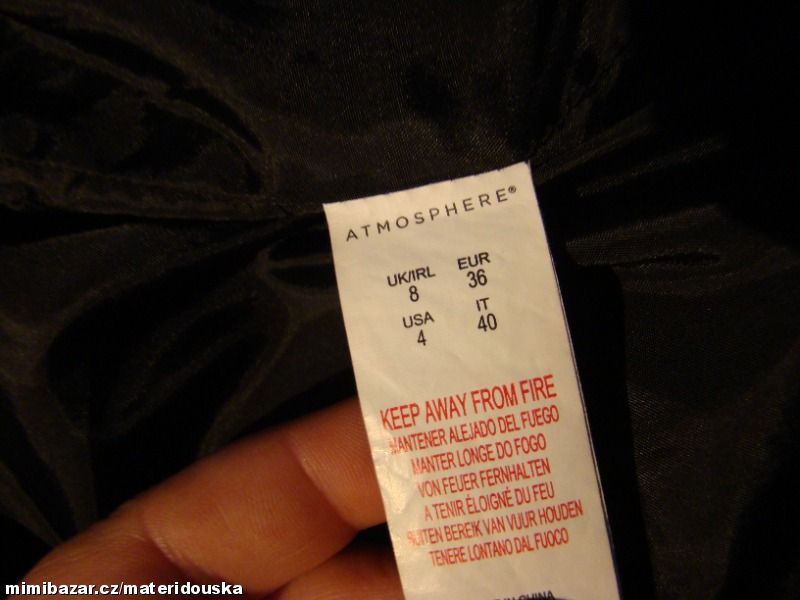 ATMOSPHERE®
UK/IRL EUR
8 36
USA IT
4 40
KEEP AWAY FROM FIRE
MANTENER ALEJADO DEL FUEGO
MANTER LONGE DO FOGO
VON FEUER FERNHALTEN
A TENIR ÉLOIGNÉ DU FEU
BUITEN BEREIK VAN VUUR HOUDEN
TENERE LONTANO DAL FUOCO
CHINA
mimibazar.cz/materidouska